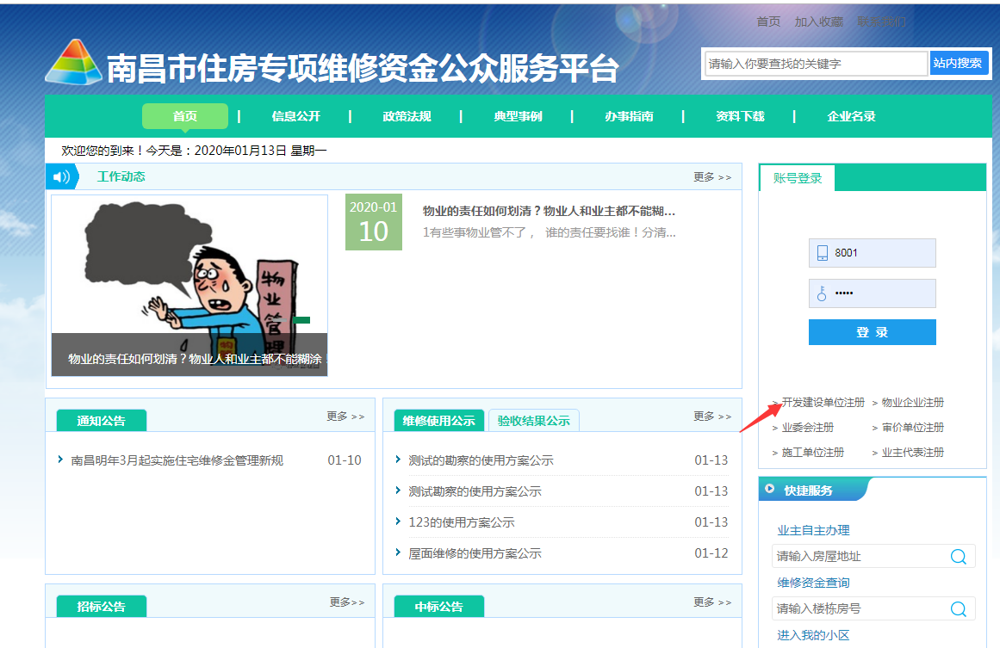 首页 加入收藏 联系我们
南昌市住房专项维修资金公众服务平台
请输入你要查找的关键字 站内搜索
首页 | 信息公开 | 政策法规 | 典型事例 | 办事指南 | 资料下载 | 企业名录
欢迎您的到来！今天是：2020年01月13日 星期一
工作动态 更多 >>
物业管理
物业的责任如何划清？物业人和业主都不能糊涂
2020-01
10
物业的责任如何划清？物业人和业主都不能糊...
1有些事物业管不了， 谁的责任要找谁！分清...
账号登录
8001
•••••
登 录
> 开发建设单位注册 > 物业企业注册
> 业委会注册 > 审价单位注册
> 施工单位注册 > 业主代表注册
通知公告 更多 >>
南昌明年3月起实施住宅维修金管理新规 01-10
维修使用公示 验收结果公示 更多 >>
测试的勘察的使用方案公示 01-13
测试勘察的使用方案公示 01-13
123的使用方案公示 01-13
屋面维修的使用方案公示 01-12
快捷服务
业主自主办理
请输入房屋地址
维修资金查询
请输入楼栋房号
进入我的小区
招标公告 更多>>
中标公告 更多 >>